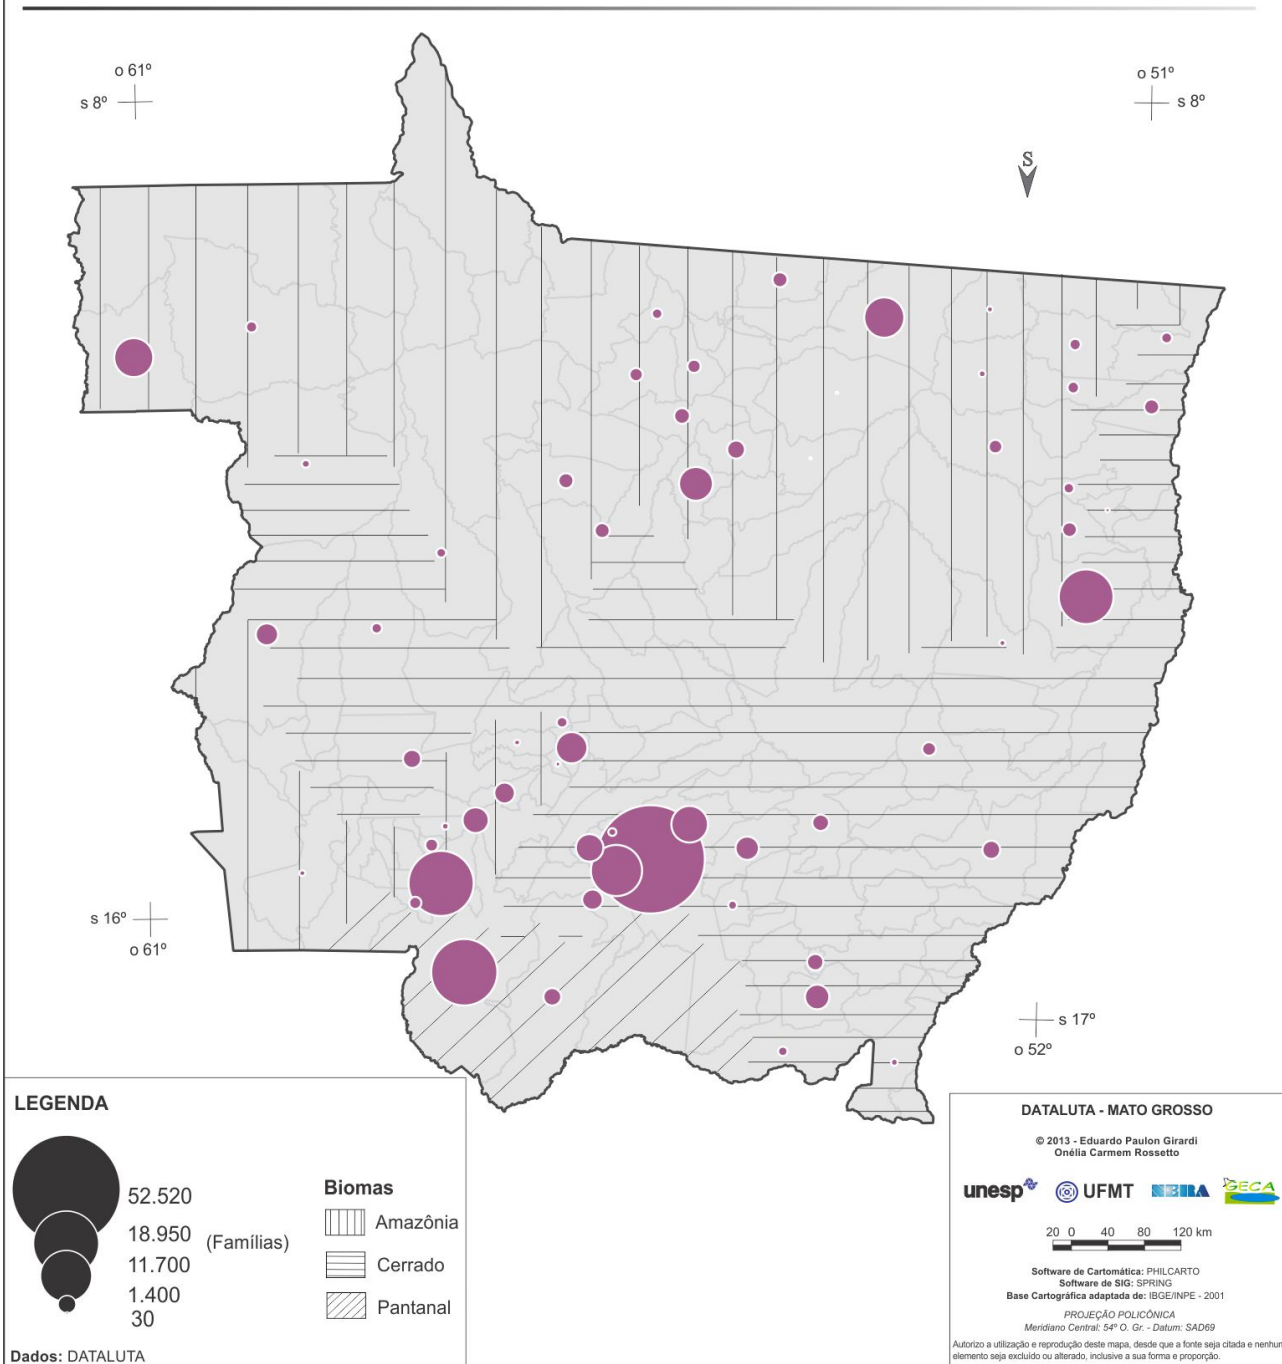 o 61º
s 8º
o 51º
s 8º
S
s 16º
o 61º
s 17º
o 52º
LEGENDA
52.520
18.950
(Famílias)
11.700
1.400
30
Biomas
Amazônia
Cerrado
Pantanal
Dados: DATALUTA
DATALUTA - MATO GROSSO
© 2013 - Eduardo Paulon Girardi
Onélia Carmem Rossetto
unesp
UFMT
NERA
GECA
20 0 40 80 120 km
Software de Cartomática: PHILCARTO
Software de SIG: SPRING
Base Cartográfica adaptada de: IBGE/INPE - 2001
PROJEÇÃO POLICÔNICA
Meridiano Central: 54º O. Gr. - Datum: SAD69
Autorizo a utilização e reprodução deste mapa, desde que a fonte seja citada e nenhum
elemento seja excluído ou alterado, inclusive a sua forma e proporção.